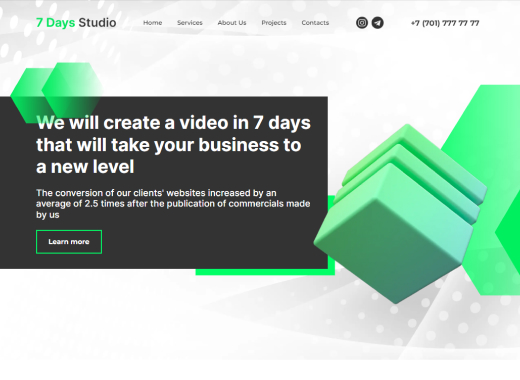 7 Days Studio
Home Services About Us Projects Contacts
+7 (701) 777 77 77
We will create a video in 7 days
that will take your business to
a new level
The conversion of our clients' websites increased by an
average of 2.5 times after the publication of commercials made
by us
Learn more